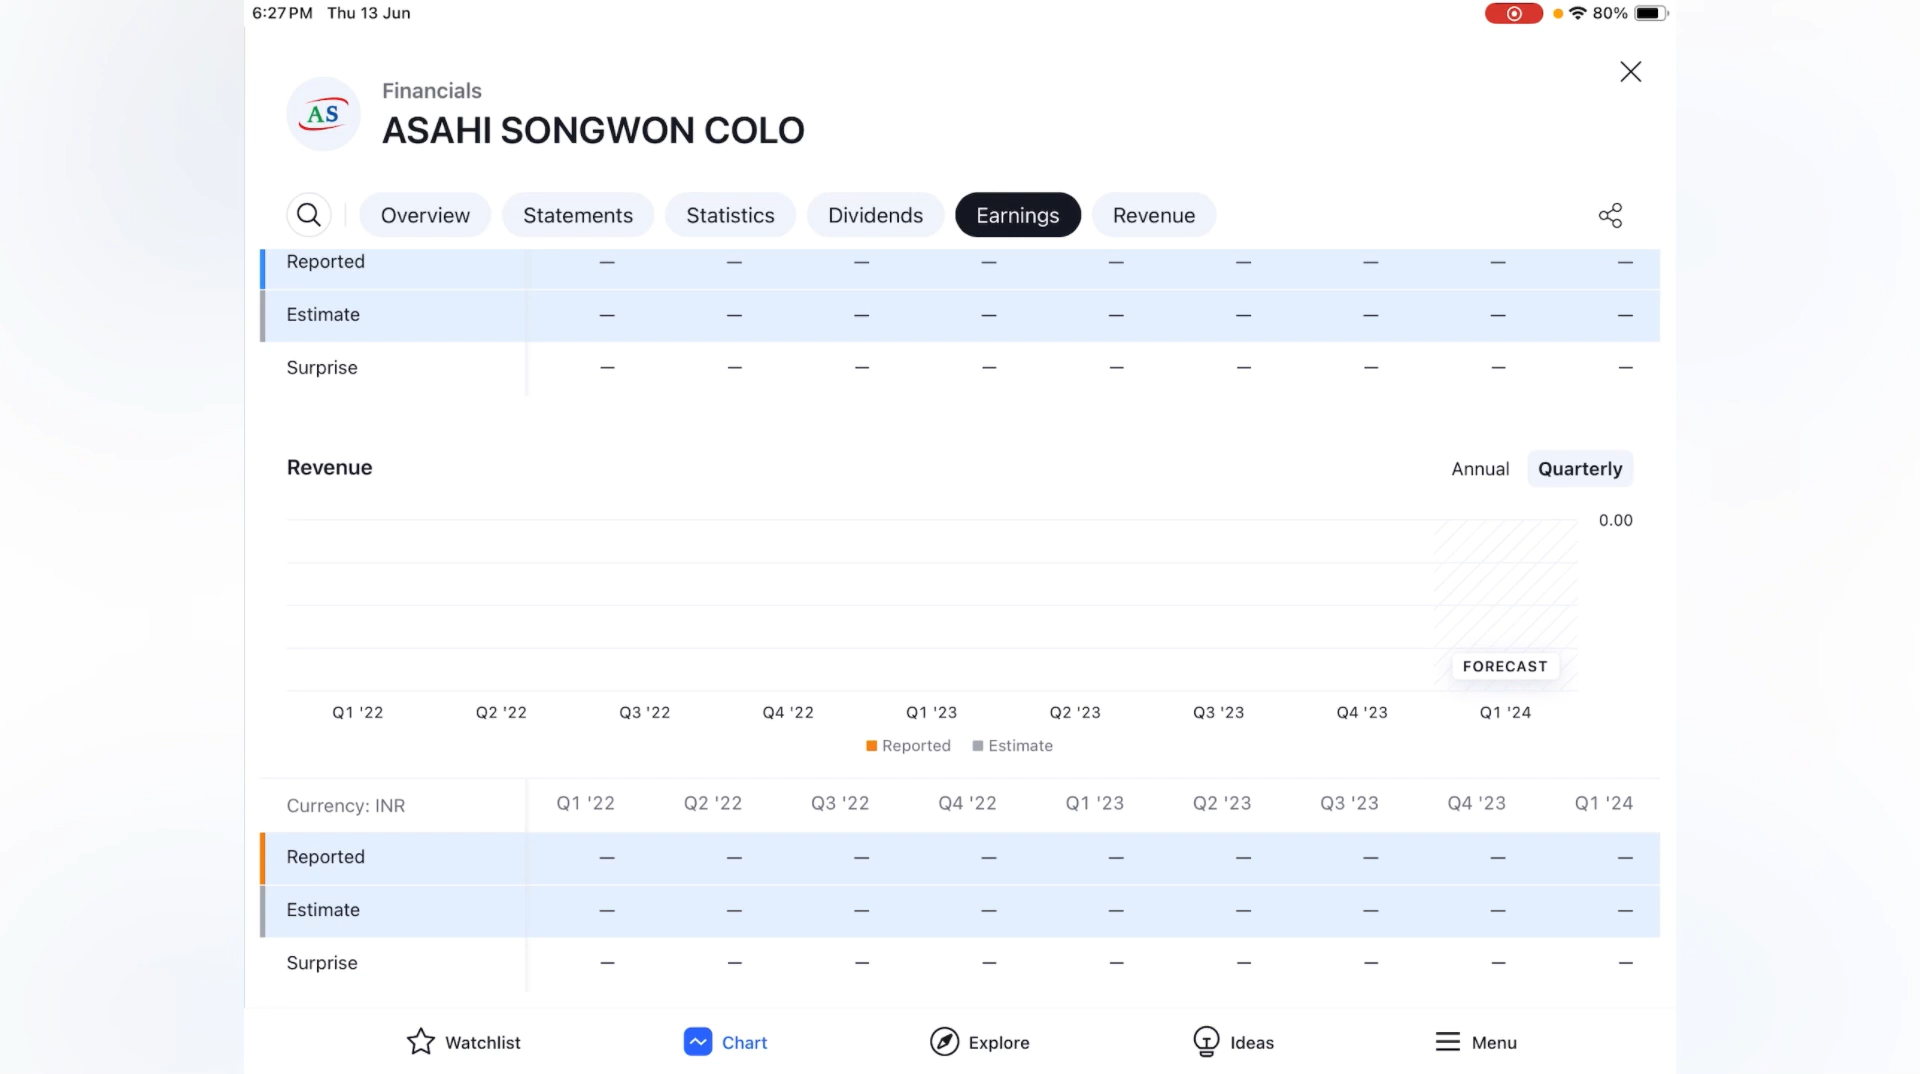 6:27 PM Thu 13 Jun 80%
Financials
AS
ASAHI SONGWON COLO
Overview Statements Statistics Dividends Earnings Revenue
Reported — — — — — — — — —
Estimate — — — — — — — — —
Surprise — — — — — — — — —
Revenue Annual Quarterly
0.00
FORECAST
Q1 '22 Q2 '22 Q3 '22 Q4 '22 Q1 '23 Q2 '23 Q3 '23 Q4 '23 Q1 '24
Reported Estimate
Currency: INR Q1 '22 Q2 '22 Q3 '22 Q4 '22 Q1 '23 Q2 '23 Q3 '23 Q4 '23 Q1 '24
Reported — — — — — — — — —
Estimate — — — — — — — — —
Surprise — — — — — — — — —
Watchlist Chart Explore Ideas Menu